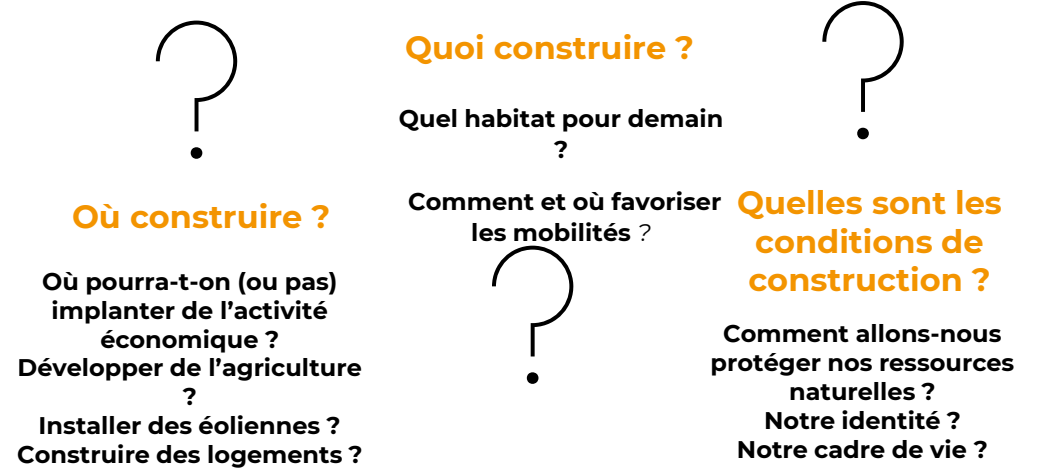 Où construire ?
Où pourra-t-on (ou pas)
implanter de l'activité
économique ?
Développer de l'agriculture
?
Installer des éoliennes ?
Construire des logements ?
Quoi construire ?
Quel habitat pour demain
?
Comment et où favoriser
les mobilités ?
Quelles sont les
conditions de
construction ?
Comment allons-nous
protéger nos ressources
naturelles ?
Notre identité ?
Notre cadre de vie ?